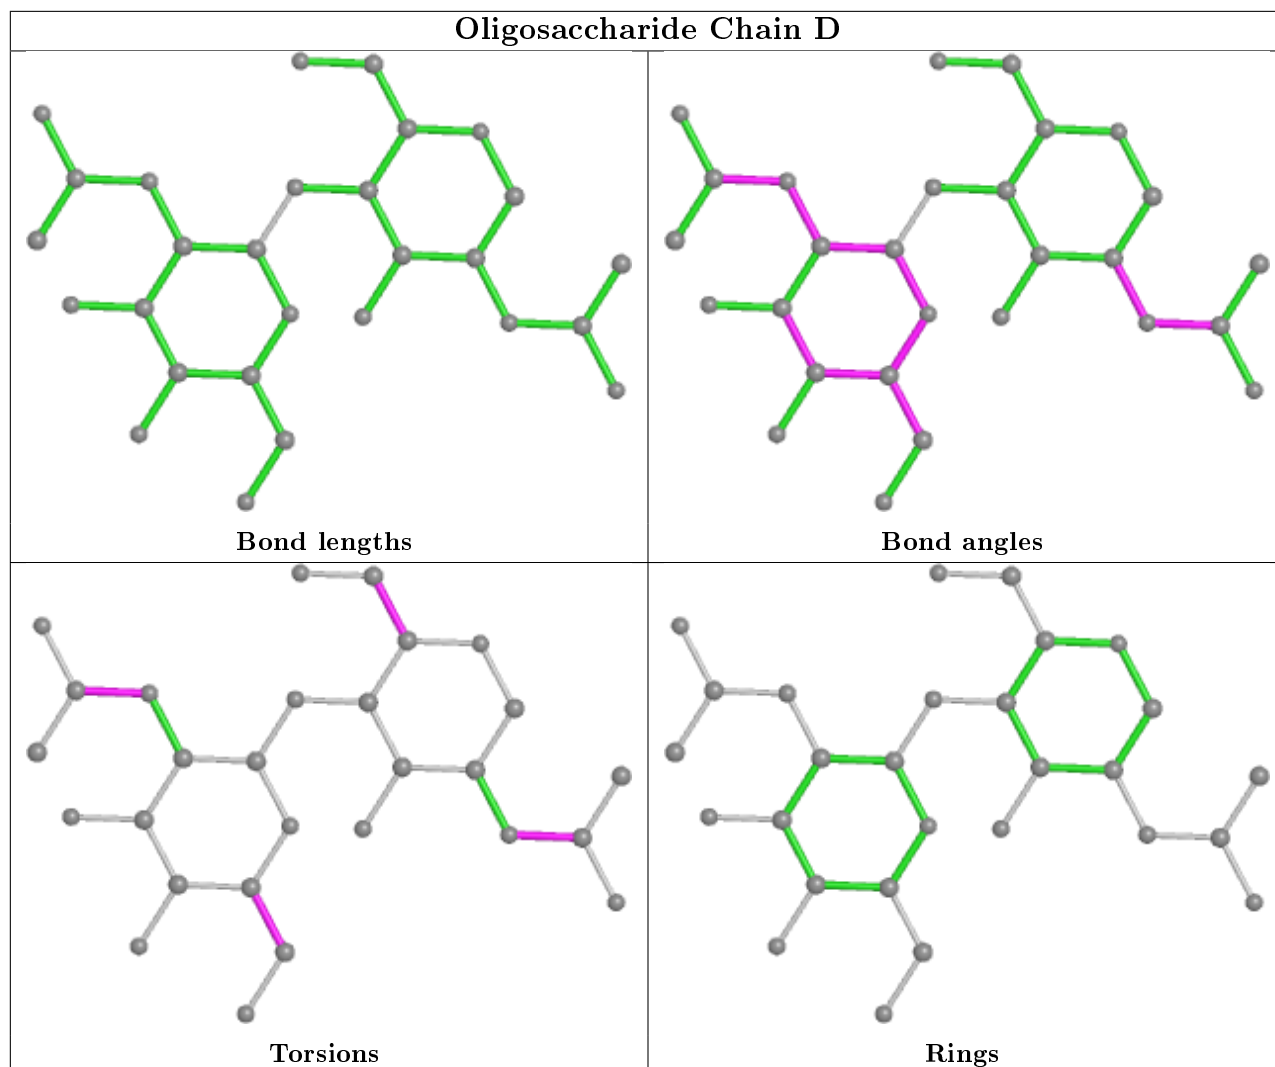 Oligosaccharide Chain D
Bond lengths
Bond angles
Torsions
Rings